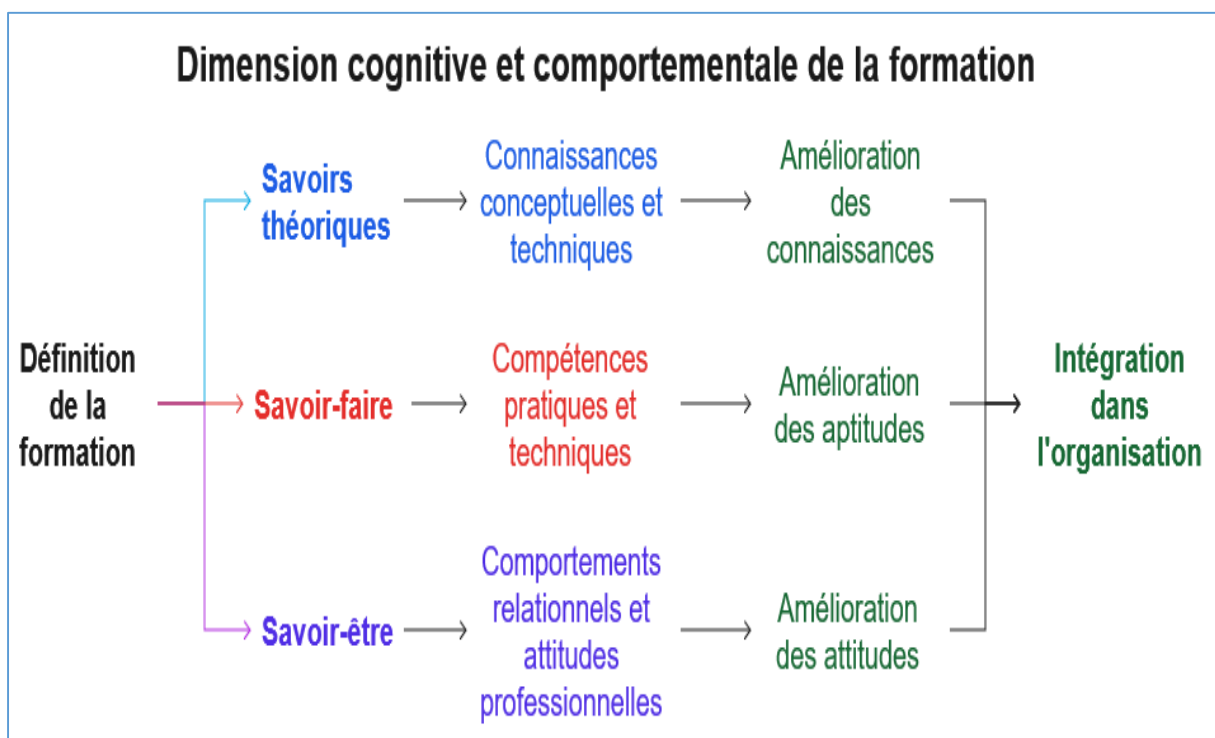 Dimension cognitive et comportementale de la formation
Définition
de la
formation
Savoirs
théoriques
Connaissances
conceptuelles et
techniques
Amélioration
des
connaissances
Savoir-faire
Compétences
pratiques et
techniques
Amélioration
des aptitudes
Savoir-être
Comportements
relationnels et
attitudes
professionnelles
Amélioration
des attitudes
Intégration
dans
l'organisation